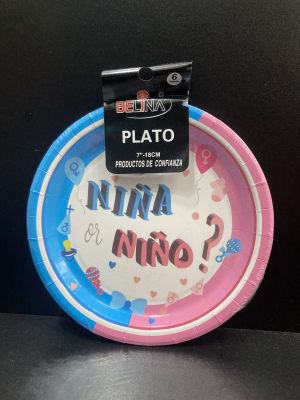 6
BELINA
PLATO
7"-18CM
PRODUCTOS DE CONFIANZA
NIÑA
or
NIÑO?